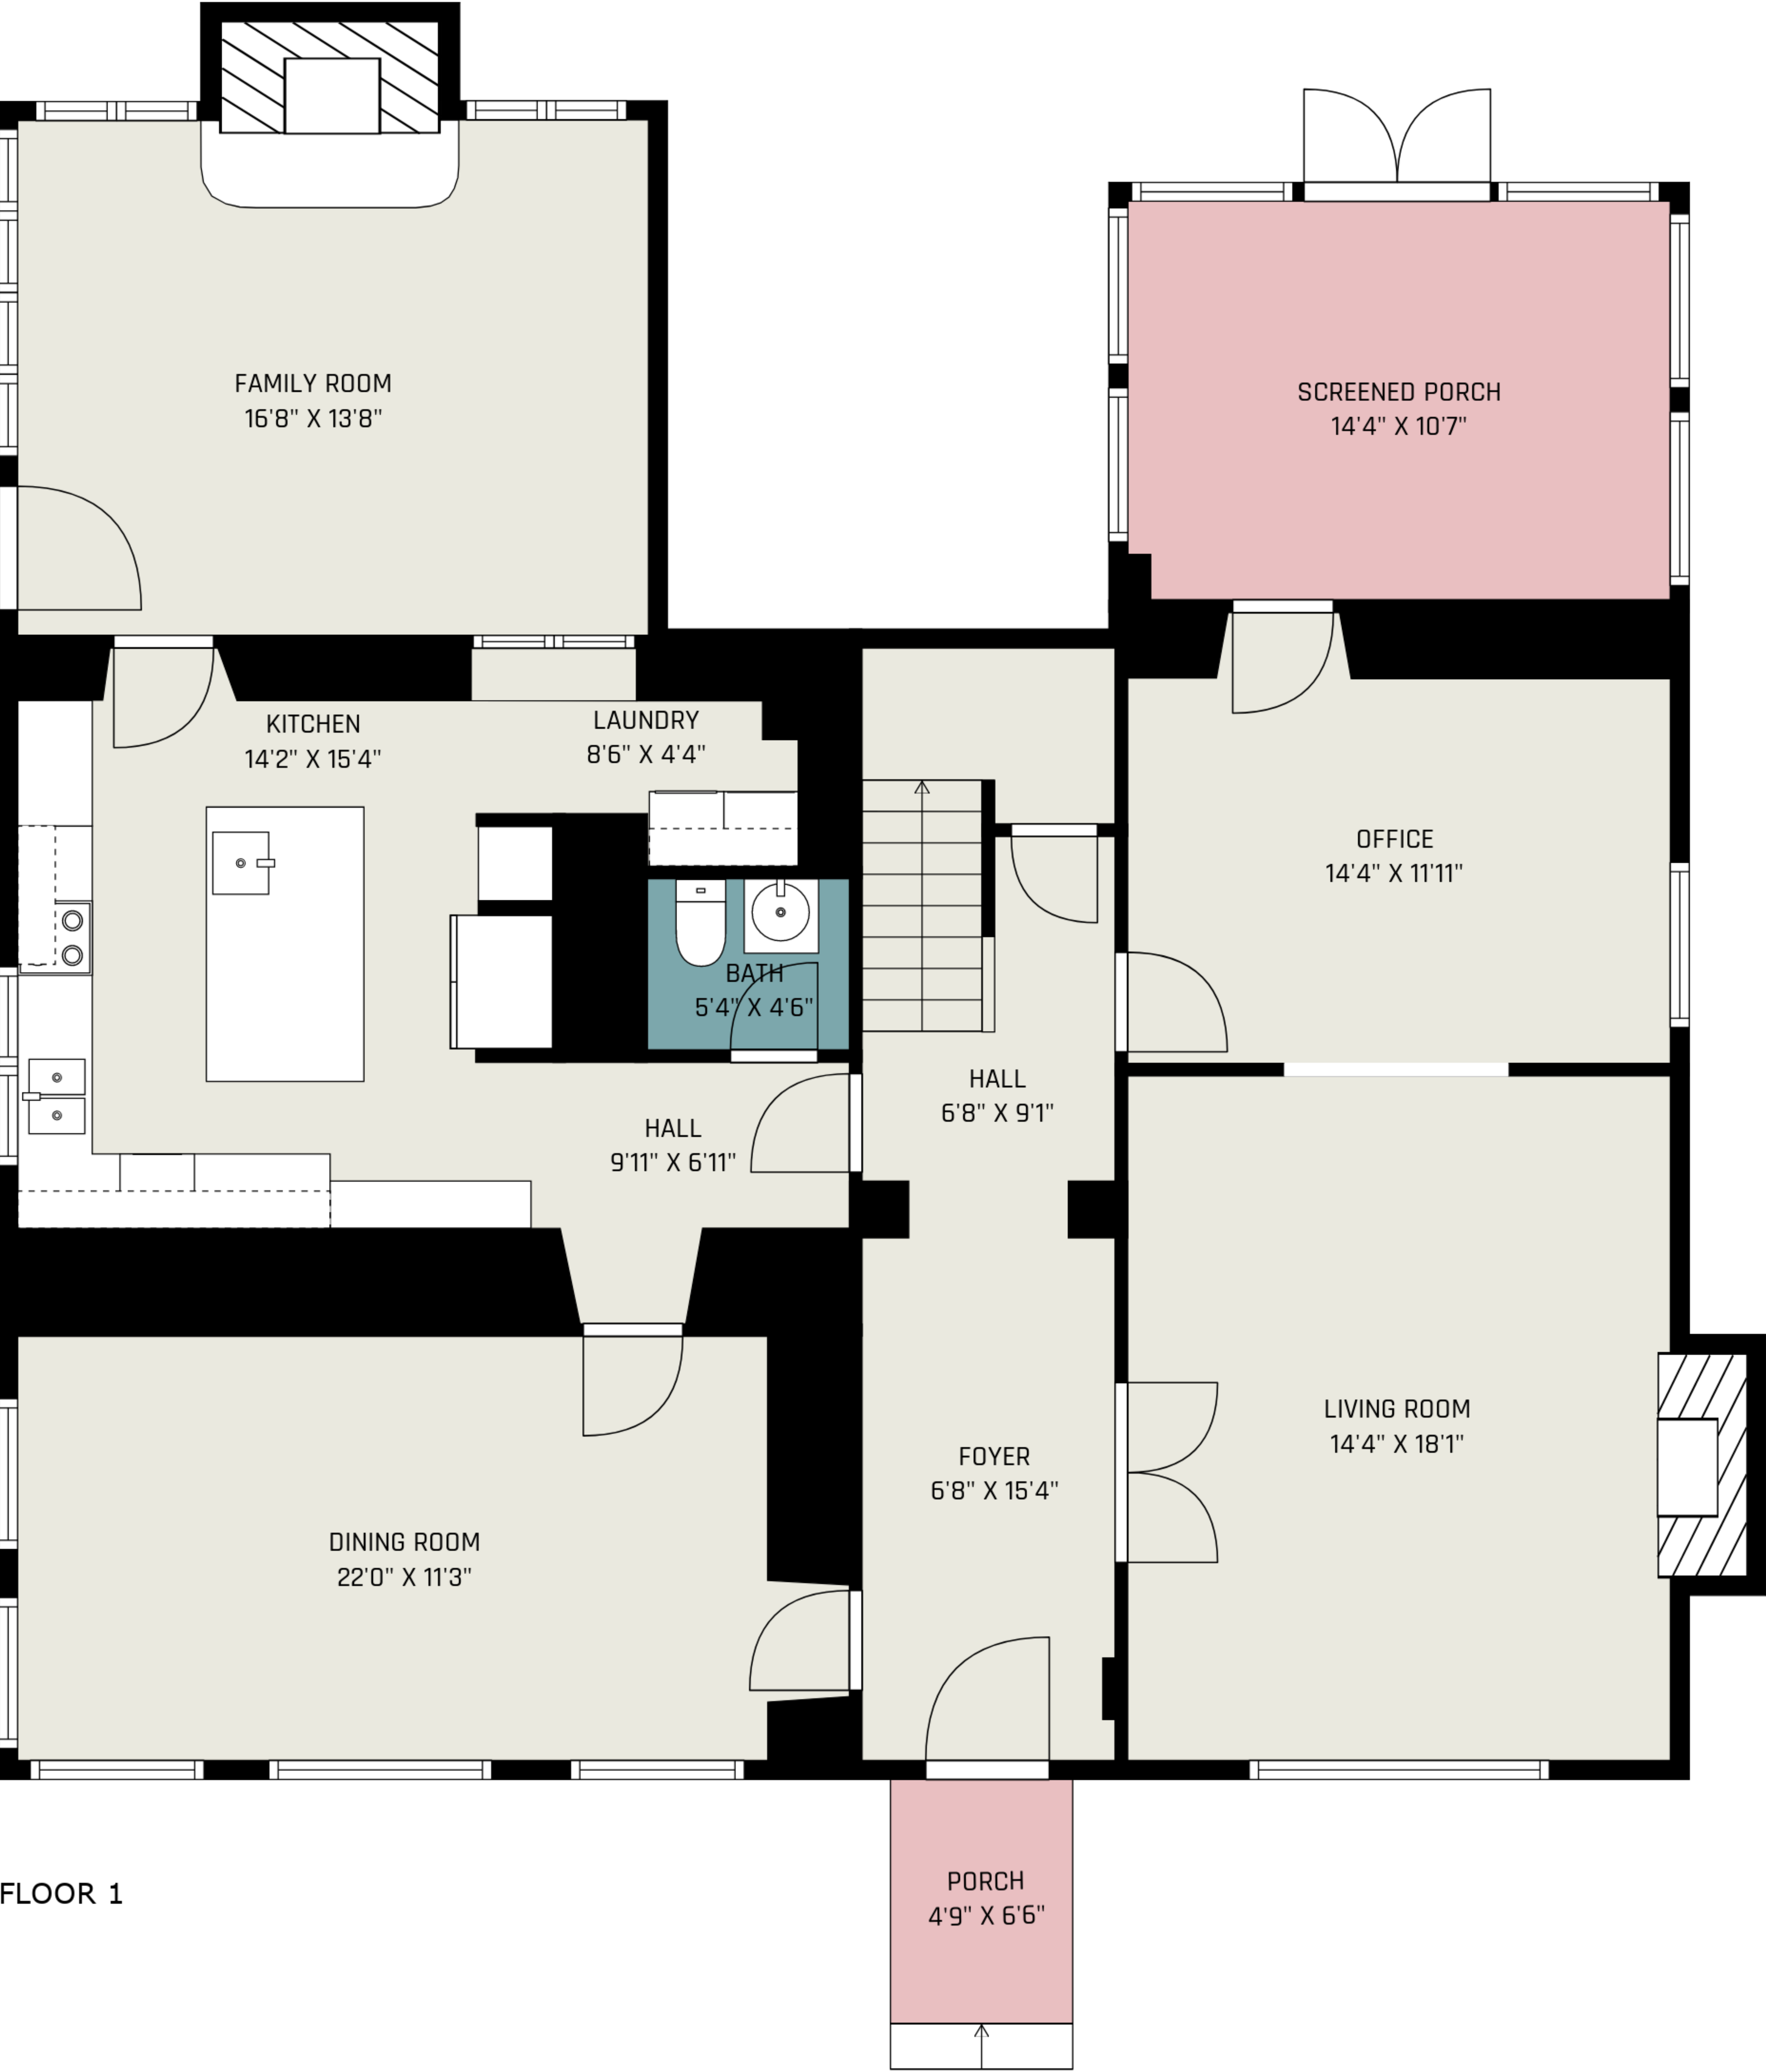 FAMILY ROOM
16'8" X 13'8"
SCREENED PORCH
14'4" X 10'7"
KITCHEN
14'2" X 15'4"
LAUNDRY
8'6" X 4'4"
OFFICE
14'4" X 11'11"
BATH
5'4" X 4'6"
HALL
6'8" X 9'1"
HALL
9'11" X 6'11"
LIVING ROOM
14'4" X 18'1"
FOYER
6'8" X 15'4"
DINING ROOM
22'0" X 11'3"
PORCH
4'9" X 6'6"
FLOOR 1